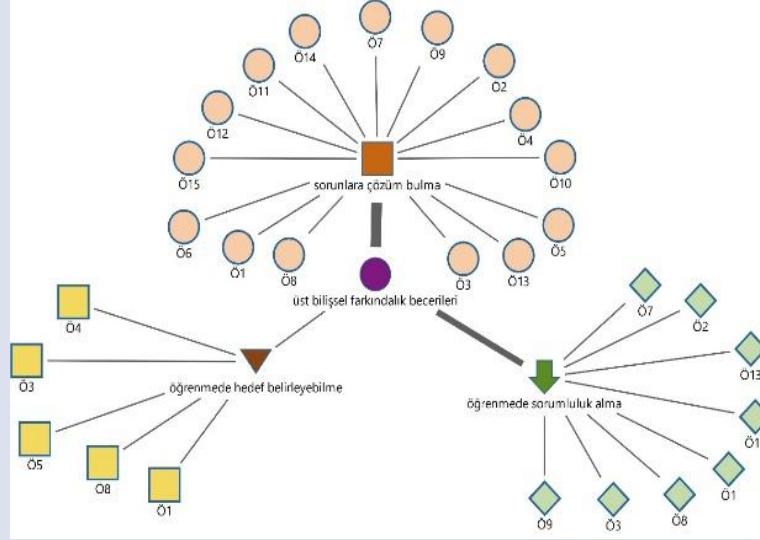 Ö7
Ö14
Ö9
Ö11
Ö2
Ö12
Ö4
Ö15
Ö10
sorunlara çözüm bulma
Ö6
Ö1
Ö8
Ö3
Ö13
Ö5
üst bilişsel farkındalık becerileri
Ö4
Ö3
öğrenmede hedef belirleyebilme
Ö5
Ö8
Ö1
Ö7
Ö2
Ö13
öğrenmede sorumluluk alma
Ö1
Ö9
Ö3
Ö8